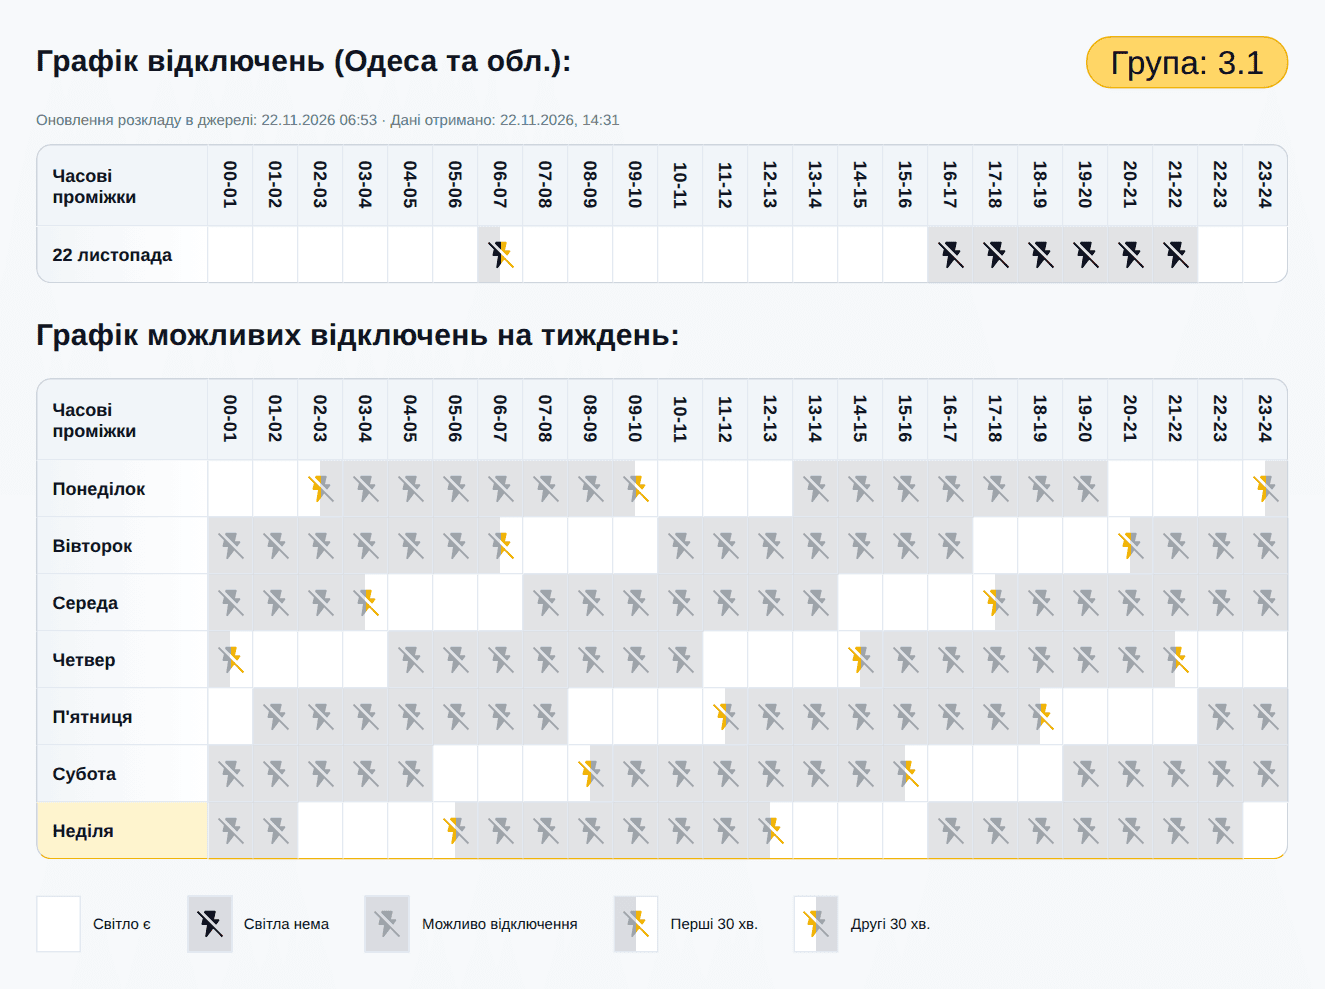 Графік відключень (Одеса та обл.):
Група: 3.1
Оновлення розкладу в джерелі: 22.11.2026 06:53 · Дані отримано: 22.11.2026, 14:31
Часові
проміжки
00-01 01-02 02-03 03-04 04-05 05-06 06-07 07-08 08-09 09-10 10-11 11-12 12-13 13-14 14-15 15-16 16-17 17-18 18-19 19-20 20-21 21-22 22-23 23-24
22 листопада
Графік можливих відключень на тиждень:
Часові
проміжки
00-01 01-02 02-03 03-04 04-05 05-06 06-07 07-08 08-09 09-10 10-11 11-12 12-13 13-14 14-15 15-16 16-17 17-18 18-19 19-20 20-21 21-22 22-23 23-24
Понеділок
Вівторок
Середа
Четвер
П'ятниця
Субота
Неділя
Світло є
Світла нема
Можливо відключення
Перші 30 хв.
Другі 30 хв.